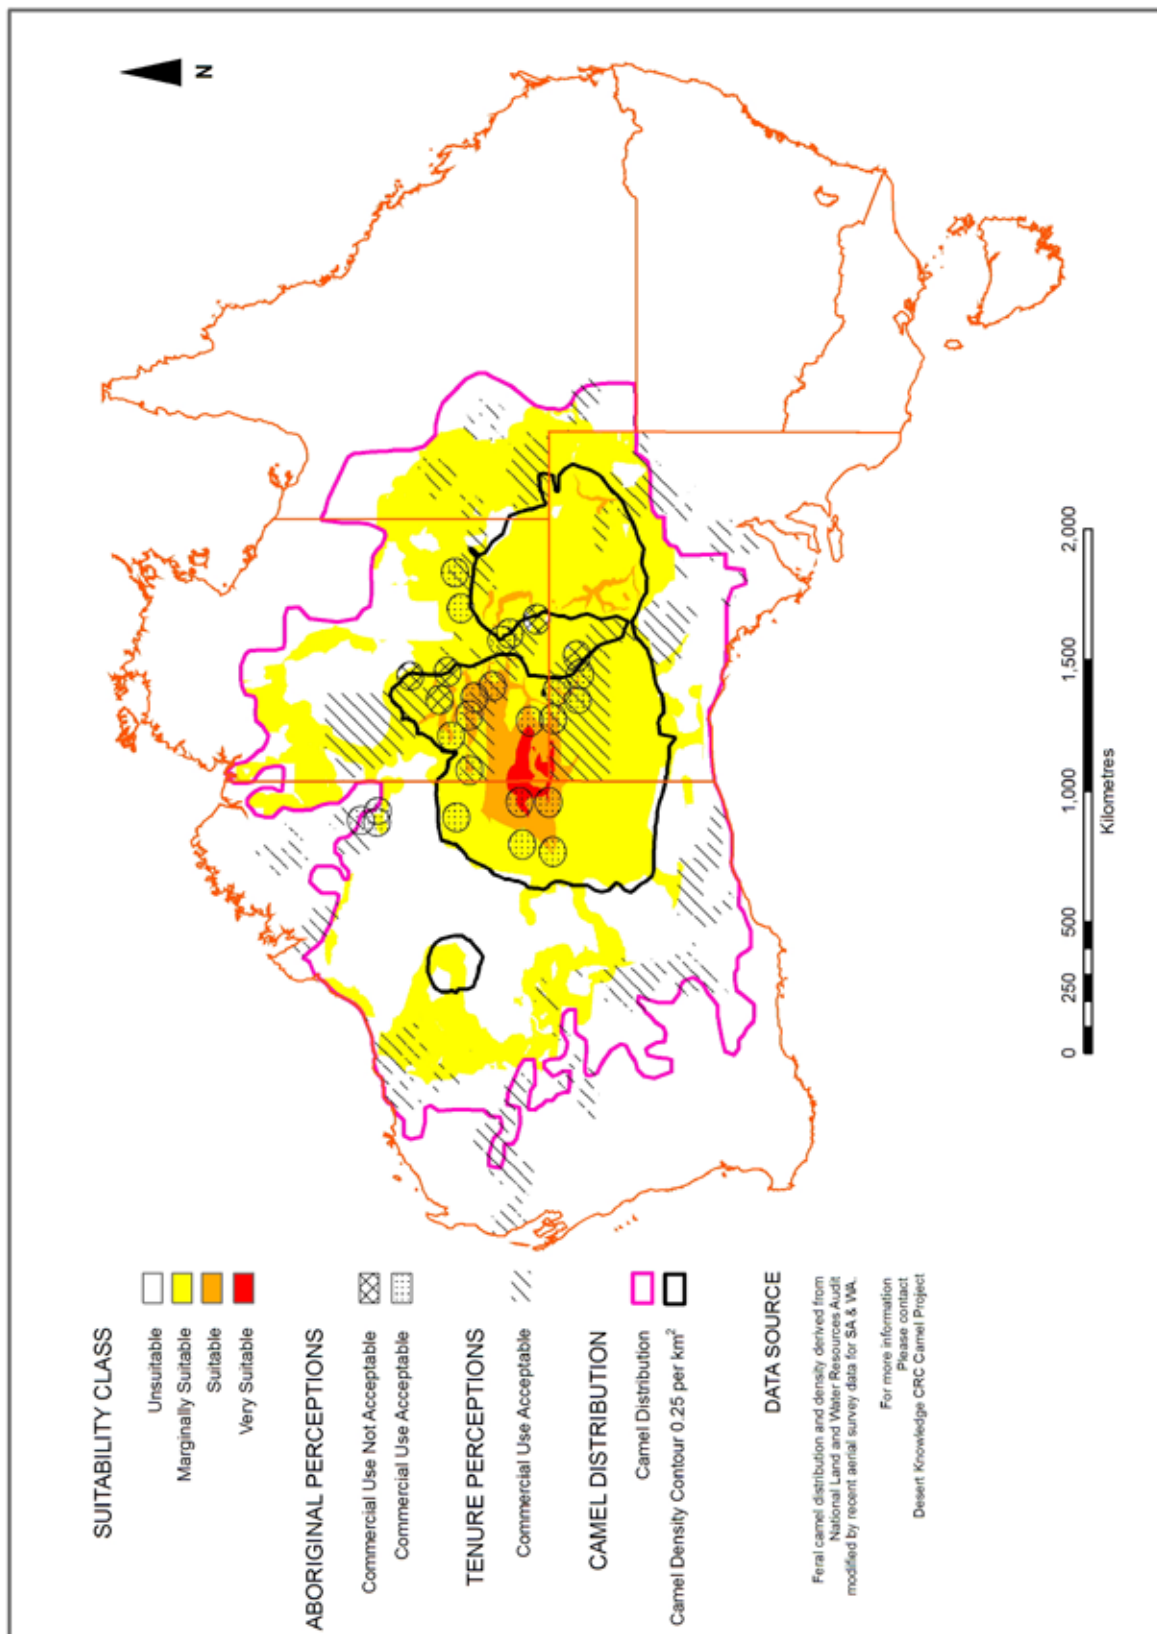 N
SUITABILITY CLASS
Unsuitable
Marginally Suitable
Suitable
Very Suitable
ABORIGINAL PERCEPTIONS
Commercial Use Not Acceptable
Commercial Use Acceptable
TENURE PERCEPTIONS
Commercial Use Acceptable
CAMEL DISTRIBUTION
Camel Distribution
Camel Density Contour 0.25 per km²
DATA SOURCE
Feral camel distribution and density derived from
National Land and Water Resources Audit
modified by recent aerial survey data for SA & WA.
For more information
Please contact
Desert Knowledge CRC Camel Project
0 250 500 1,000 1,500 2,000
Kilometres